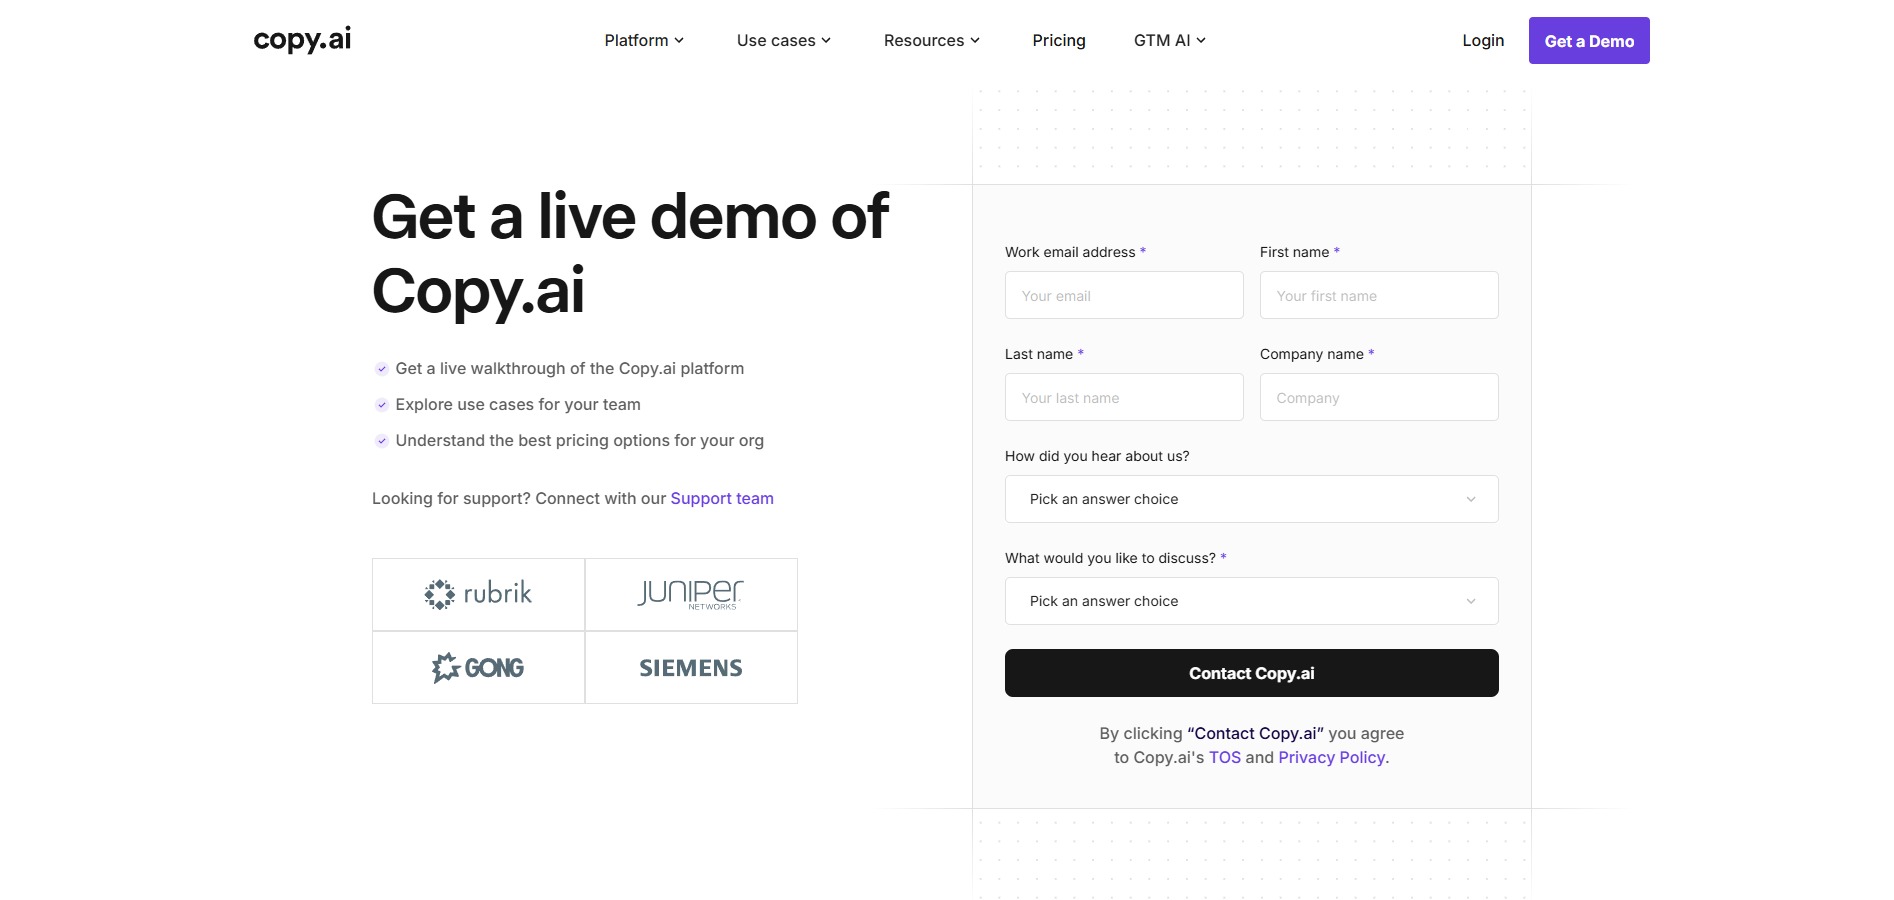 copy.ai
Platform
Use cases
Resources
Pricing
GTM AI
Login
Get a Demo
Get a live demo of
Copy.ai
Get a live walkthrough of the Copy.ai platform
Explore use cases for your team
Understand the best pricing options for your org
Looking for support? Connect with our Support team
rubrik
JUNIPer
NETWORKS
GONG
SIEMENS
Work email address *
First name *
Your email
Your first name
Last name *
Company name *
Your last name
Company
How did you hear about us?
Pick an answer choice
What would you like to discuss? *
Pick an answer choice
Contact Copy.ai
By clicking “Contact Copy.ai” you agree
to Copy.ai's TOS and Privacy Policy.